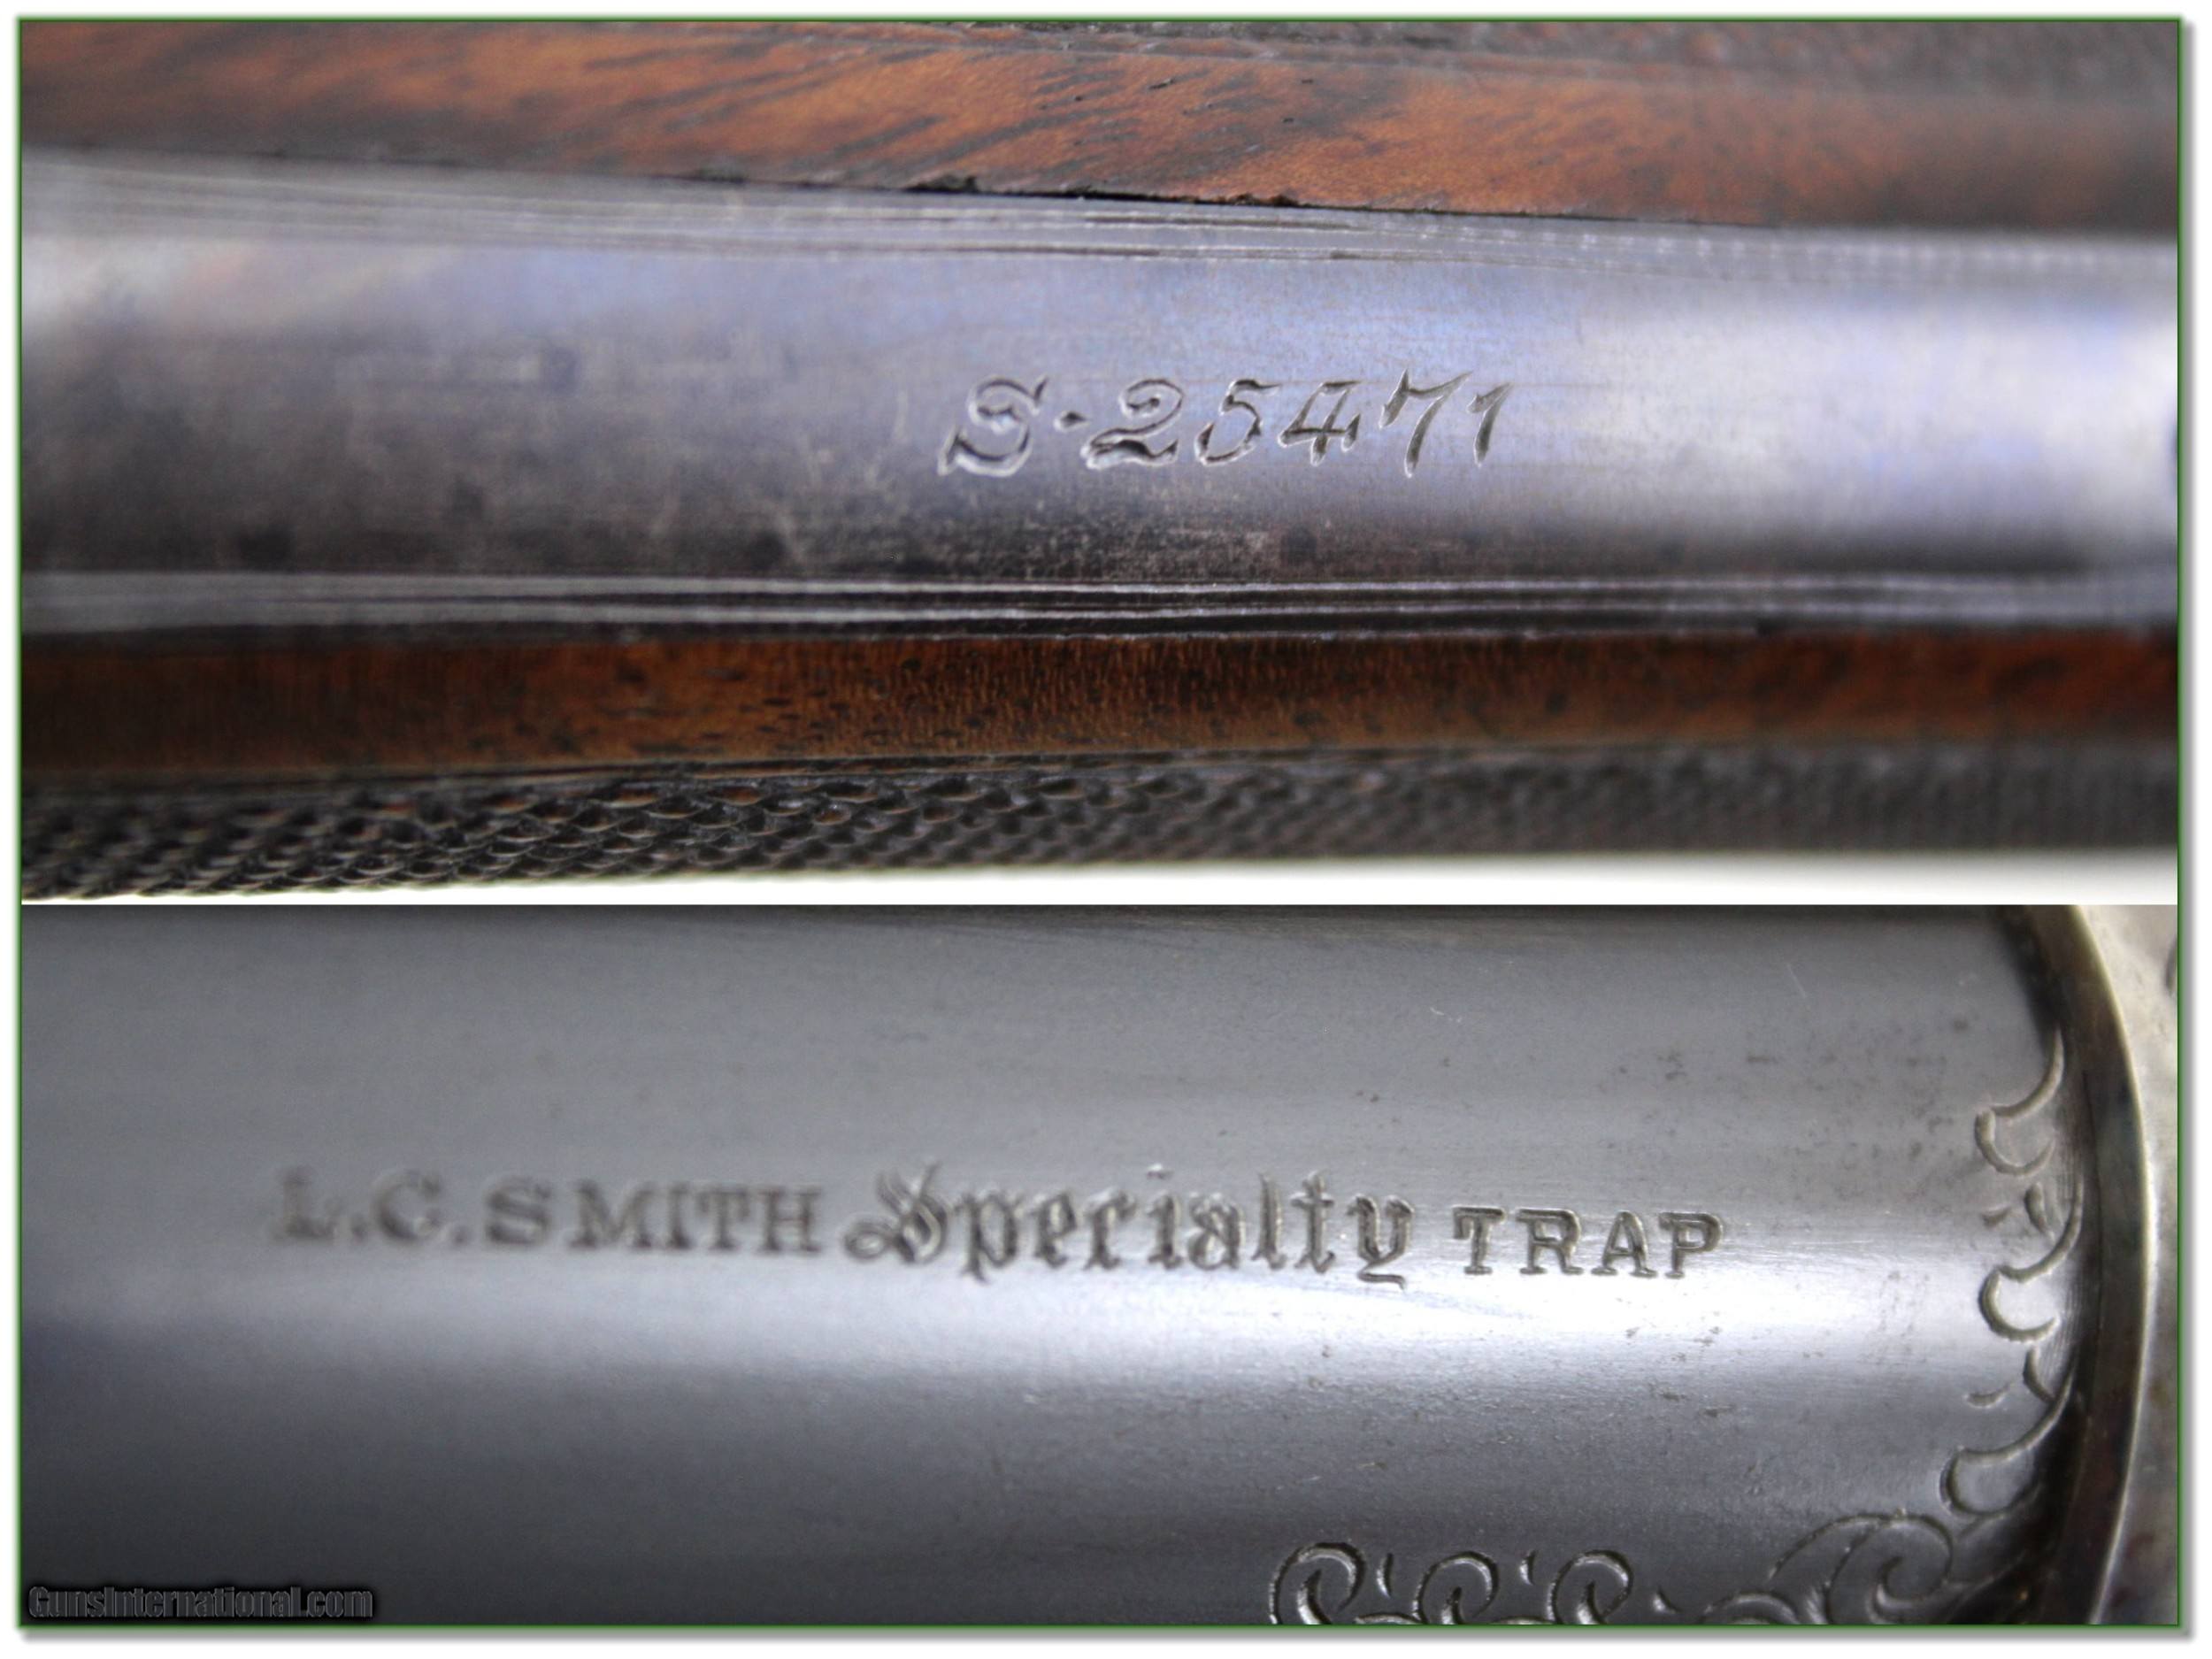 S·25471
L.C.SMITH Specialty TRAP
GunsInternational.com